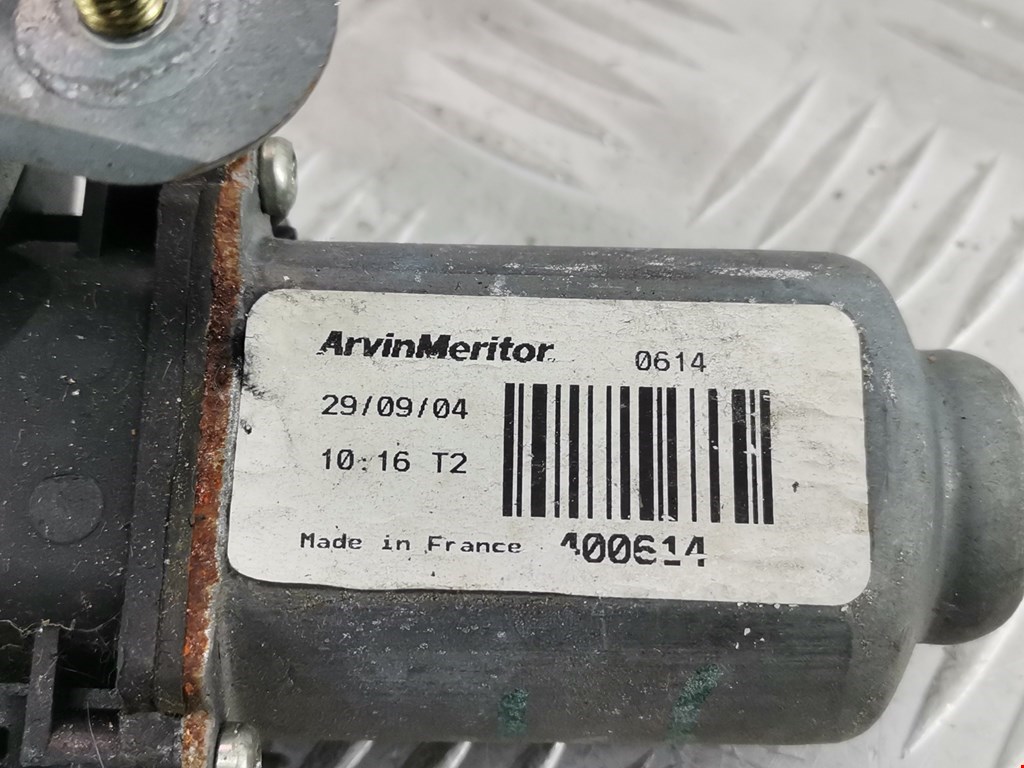 ArvinMeritor 0614
29/09/04
10:16 T2
Made in France 400614